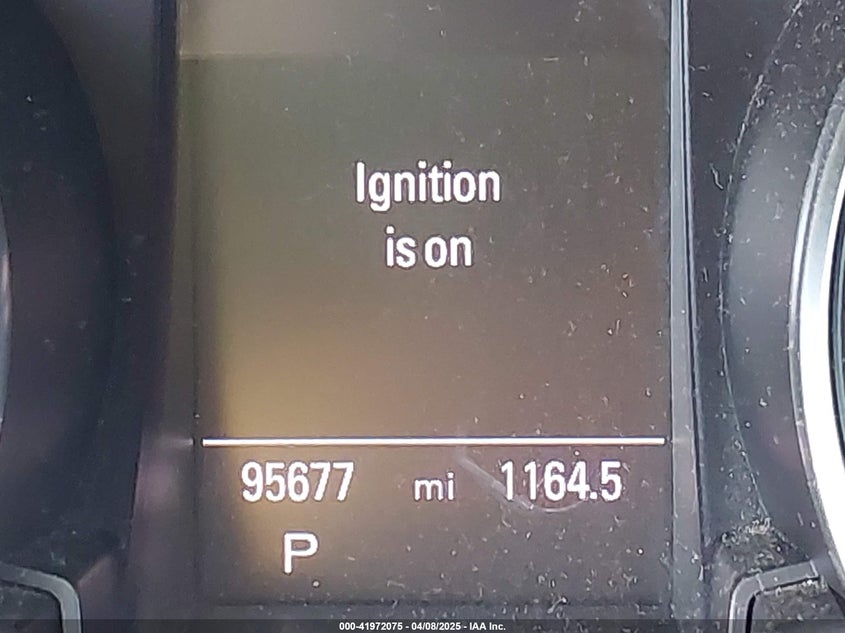 Ignition
is on
95677 mi 1164.5
P
000-41972075 - 04/08/2025 - IAA Inc.